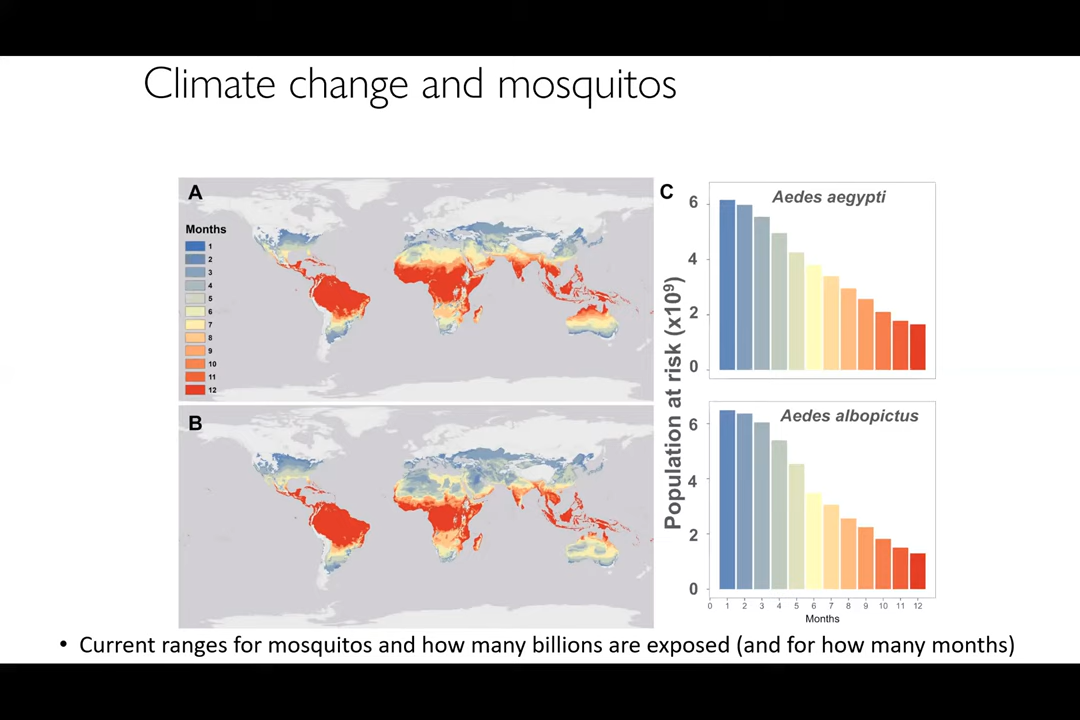 Climate change and mosquitos
A
Months
1
2
3
4
5
6
7
8
9
10
11
12
B
C
Population at risk (x10⁹)
Aedes aegypti
6
4
2
0
Aedes albopictus
6
4
2
0
0 1 2 3 4 5 6 7 8 9 10 11 12
Months
• Current ranges for mosquitos and how many billions are exposed (and for how many months)